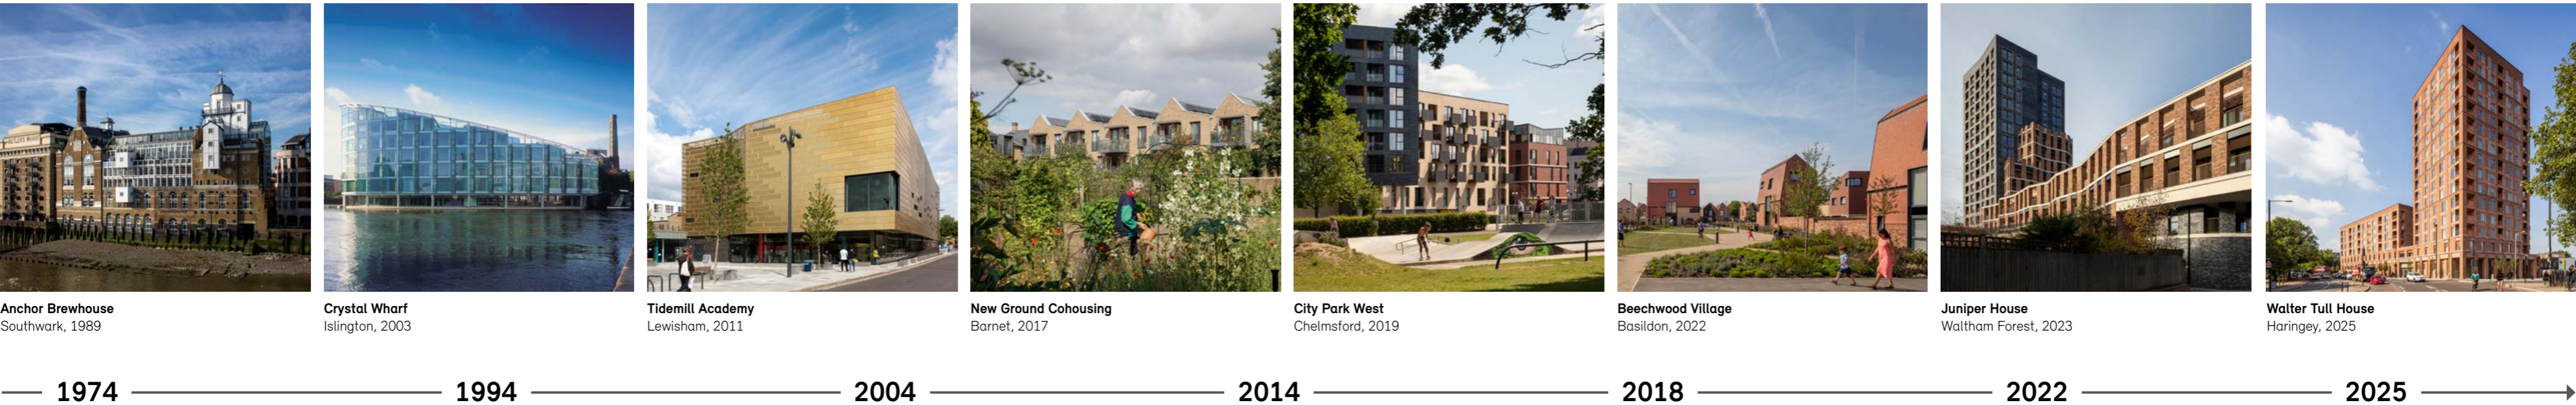 Anchor Brewhouse
Southwark, 1989
Crystal Wharf
Islington, 2003
Tidemill Academy
Lewisham, 2011
New Ground Cohousing
Barnet, 2017
City Park West
Chelmsford, 2019
Beechwood Village
Basildon, 2022
Juniper House
Waltham Forest, 2023
Walter Tull House
Haringey, 2025
1974 1994 2004 2014 2018 2022 2025